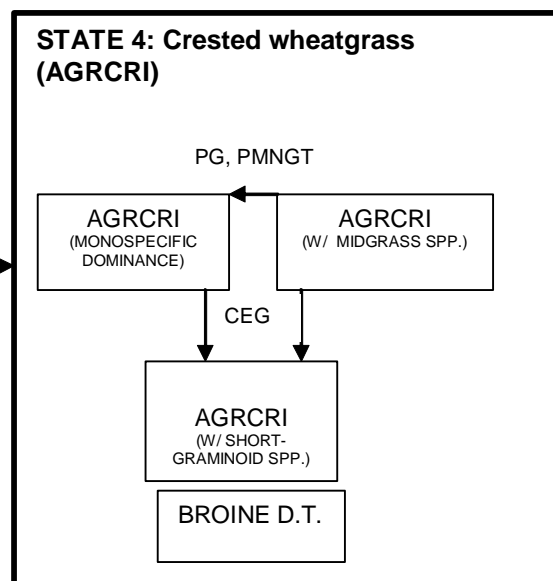 STATE 4: Crested wheatgrass
(AGRCRI)
PG, PMNGT
AGRCRI
(MONOSPECIFIC
DOMINANCE)
AGRCRI
(W/ MIDGRASS SPP.)
CEG
AGRCRI
(W/ SHORT-
GRAMINOID SPP.)
BROINE D.T.